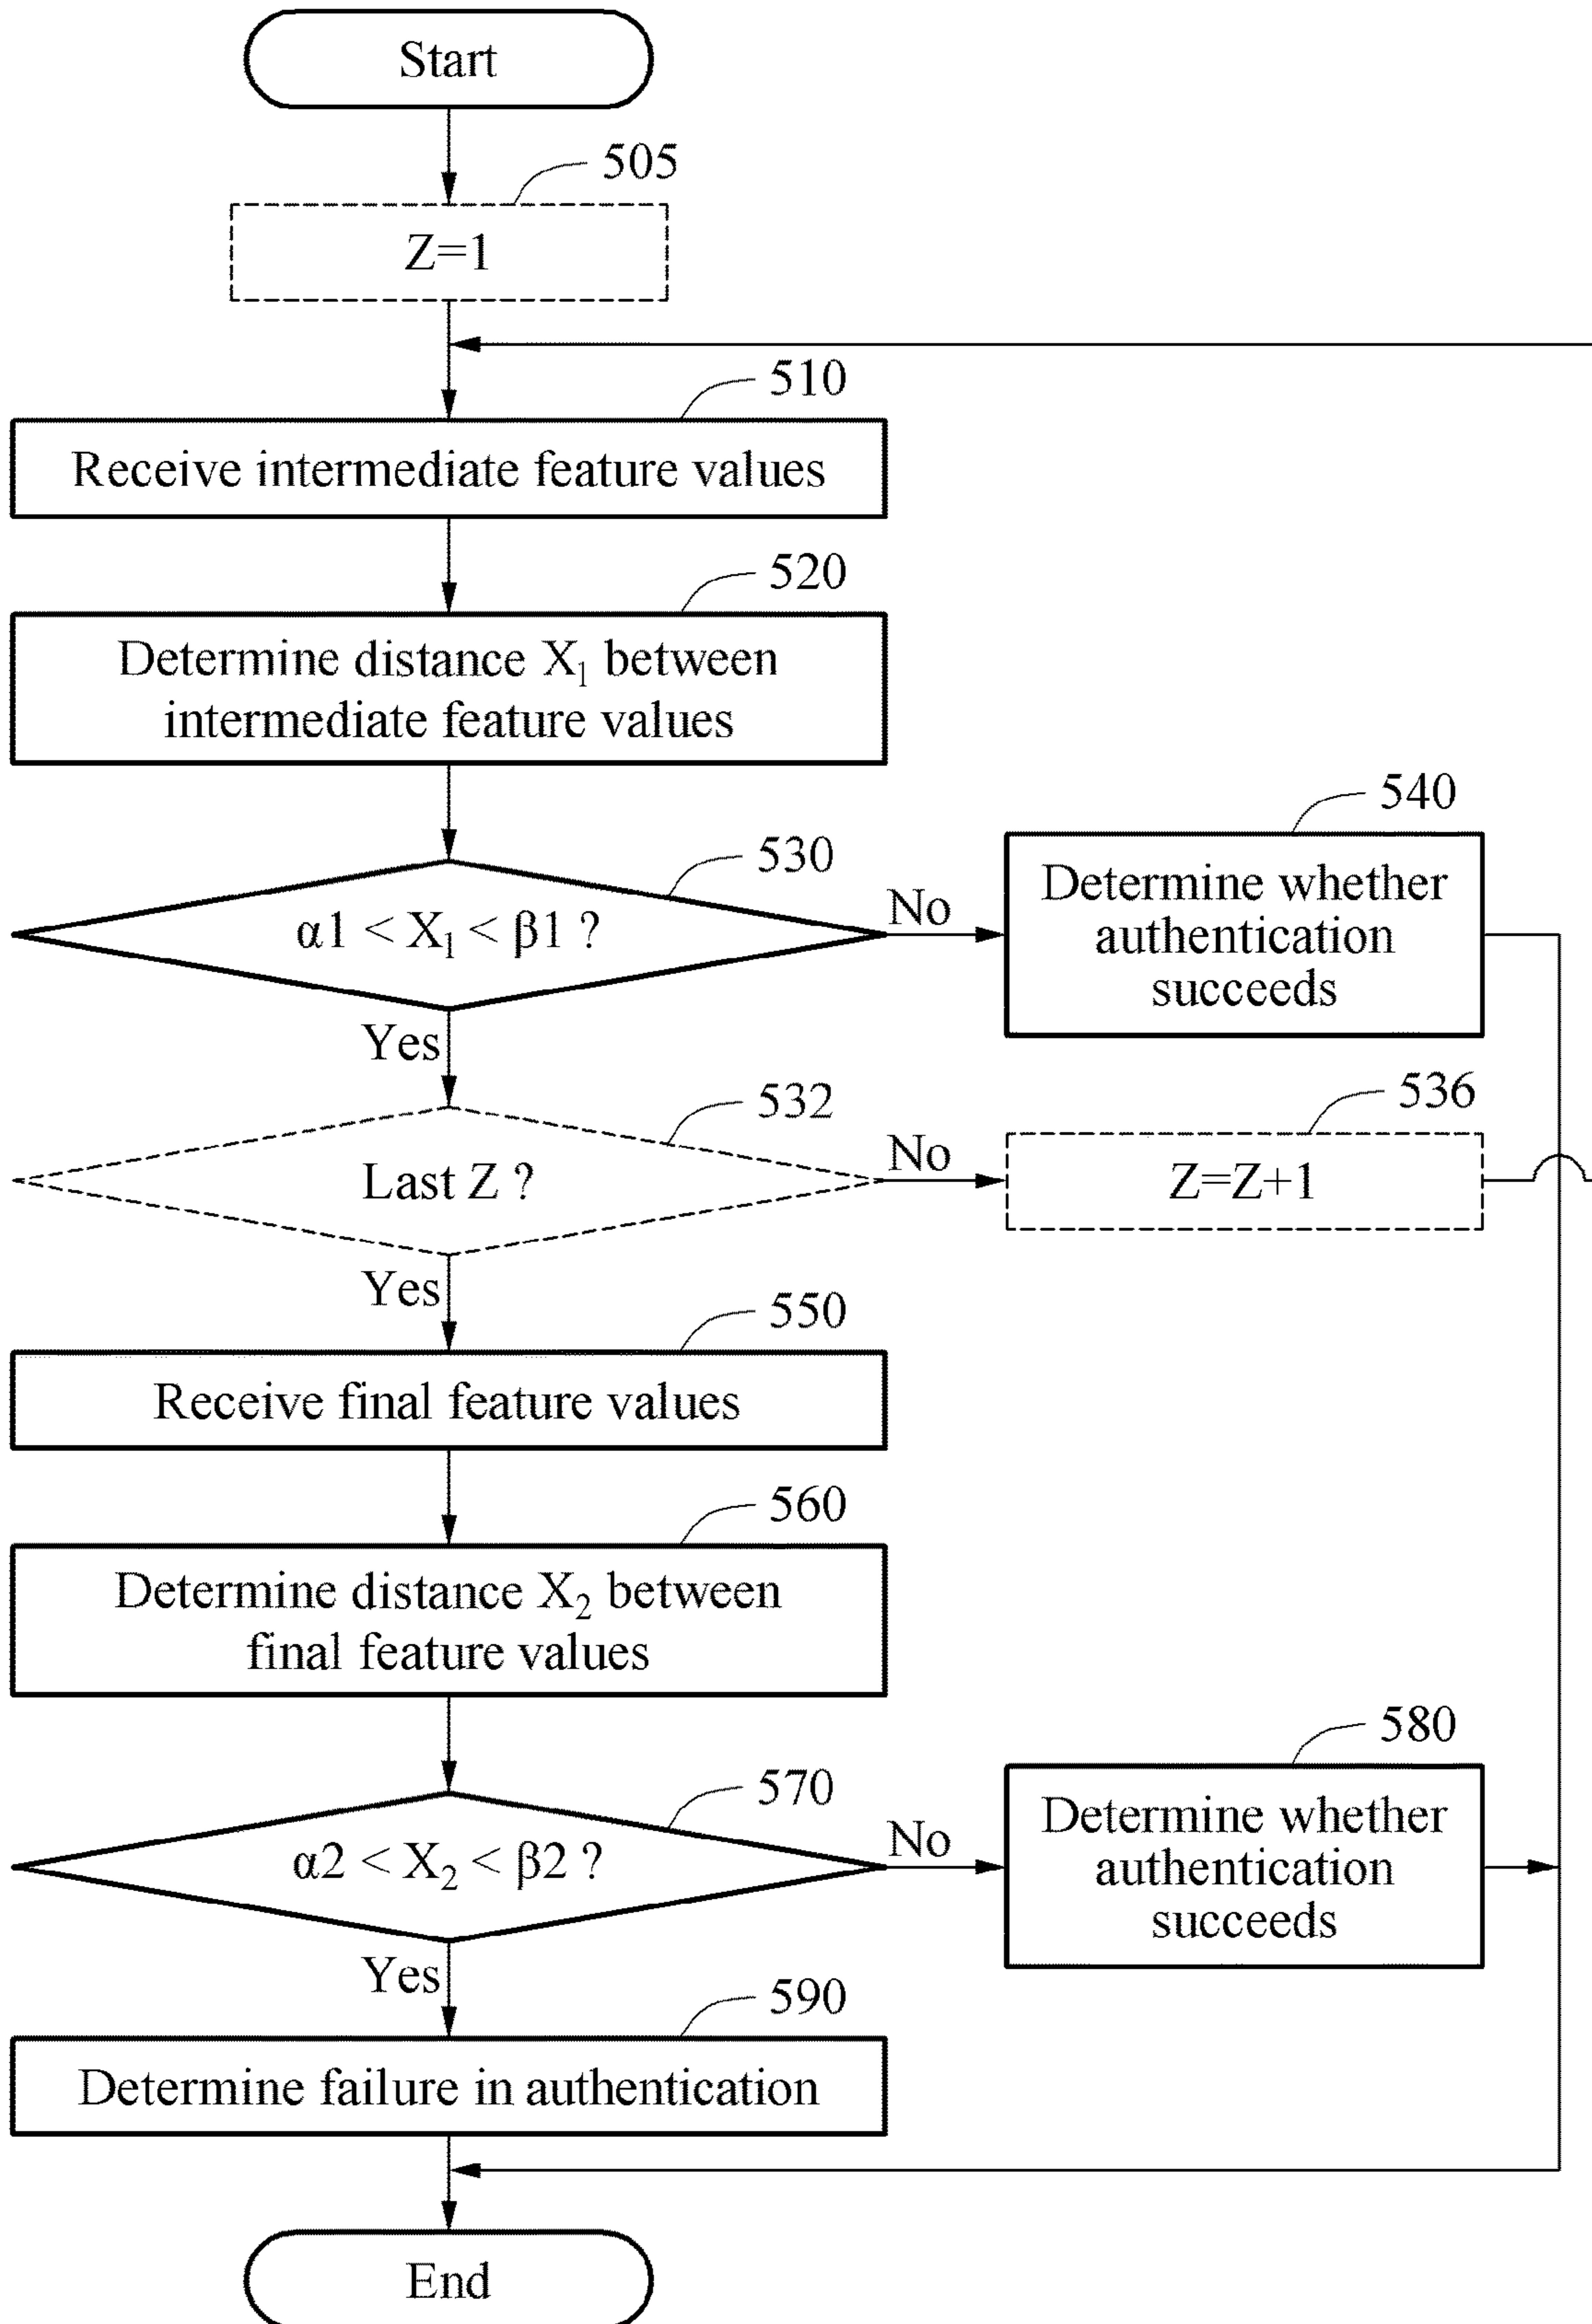 Start
505
Z=1
510
Receive intermediate feature values
520
Determine distance X₁ between
intermediate feature values
530
α1 < X₁ < β1 ?
No
540
Determine whether
authentication
succeeds
Yes
532
Last Z ?
No
536
Z=Z+1
Yes
550
Receive final feature values
560
Determine distance X₂ between
final feature values
570
α2 < X₂ < β2 ?
No
580
Determine whether
authentication
succeeds
Yes
590
Determine failure in authentication
End